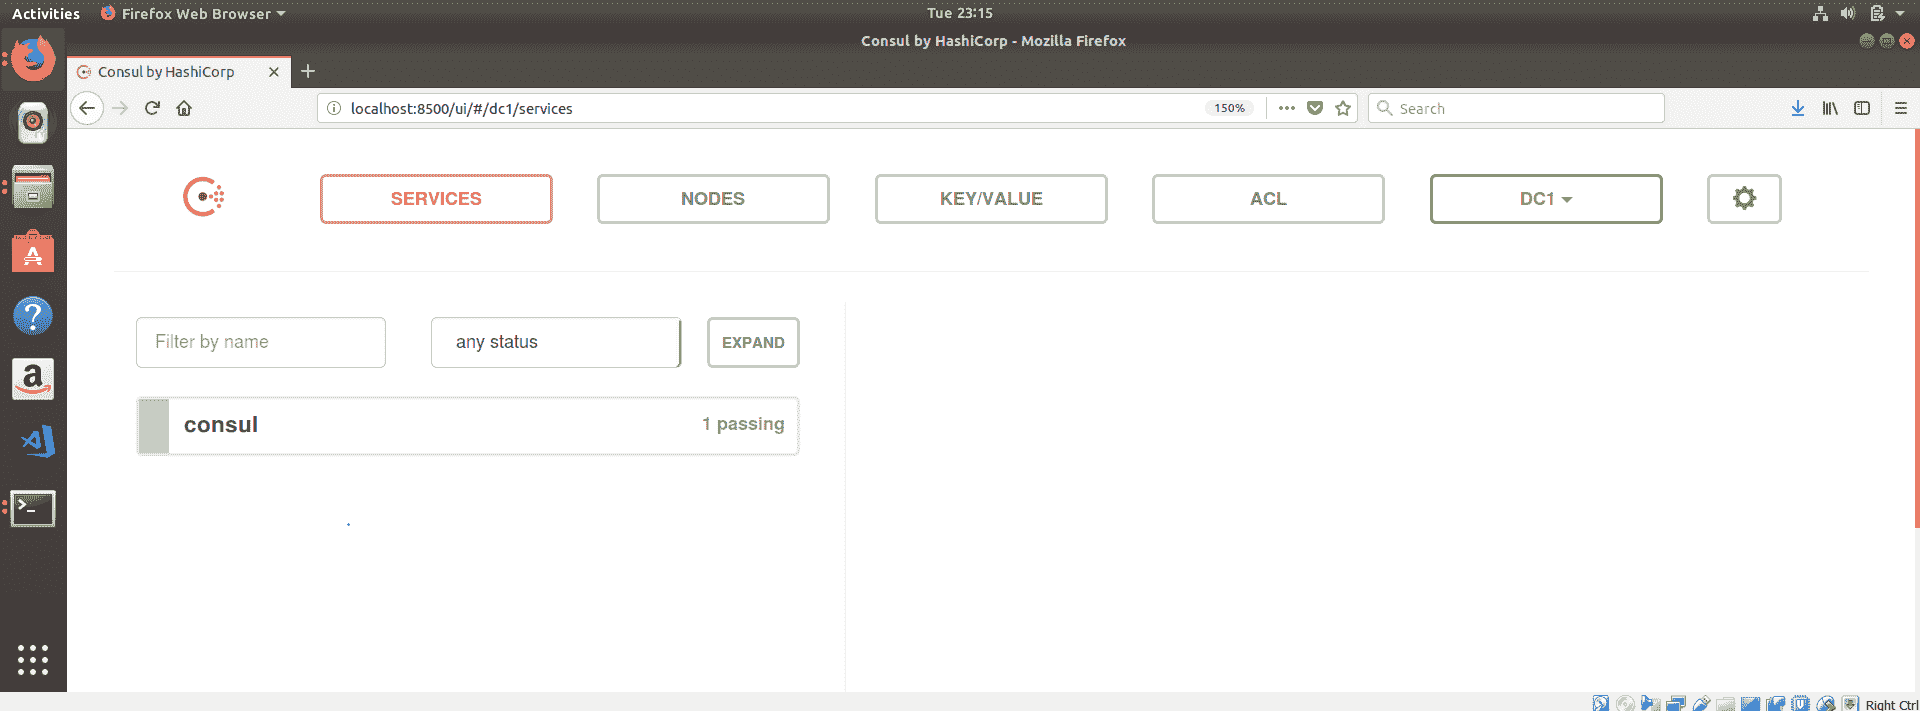 Activities Firefox Web Browser Tue 23:15
Consul by HashiCorp - Mozilla Firefox
Consul by HashiCorp
localhost:8500/ui/#/dc1/services 150% Search
SERVICES NODES KEY/VALUE ACL DC1
Filter by name any status EXPAND
consul 1 passing
Right Ctrl